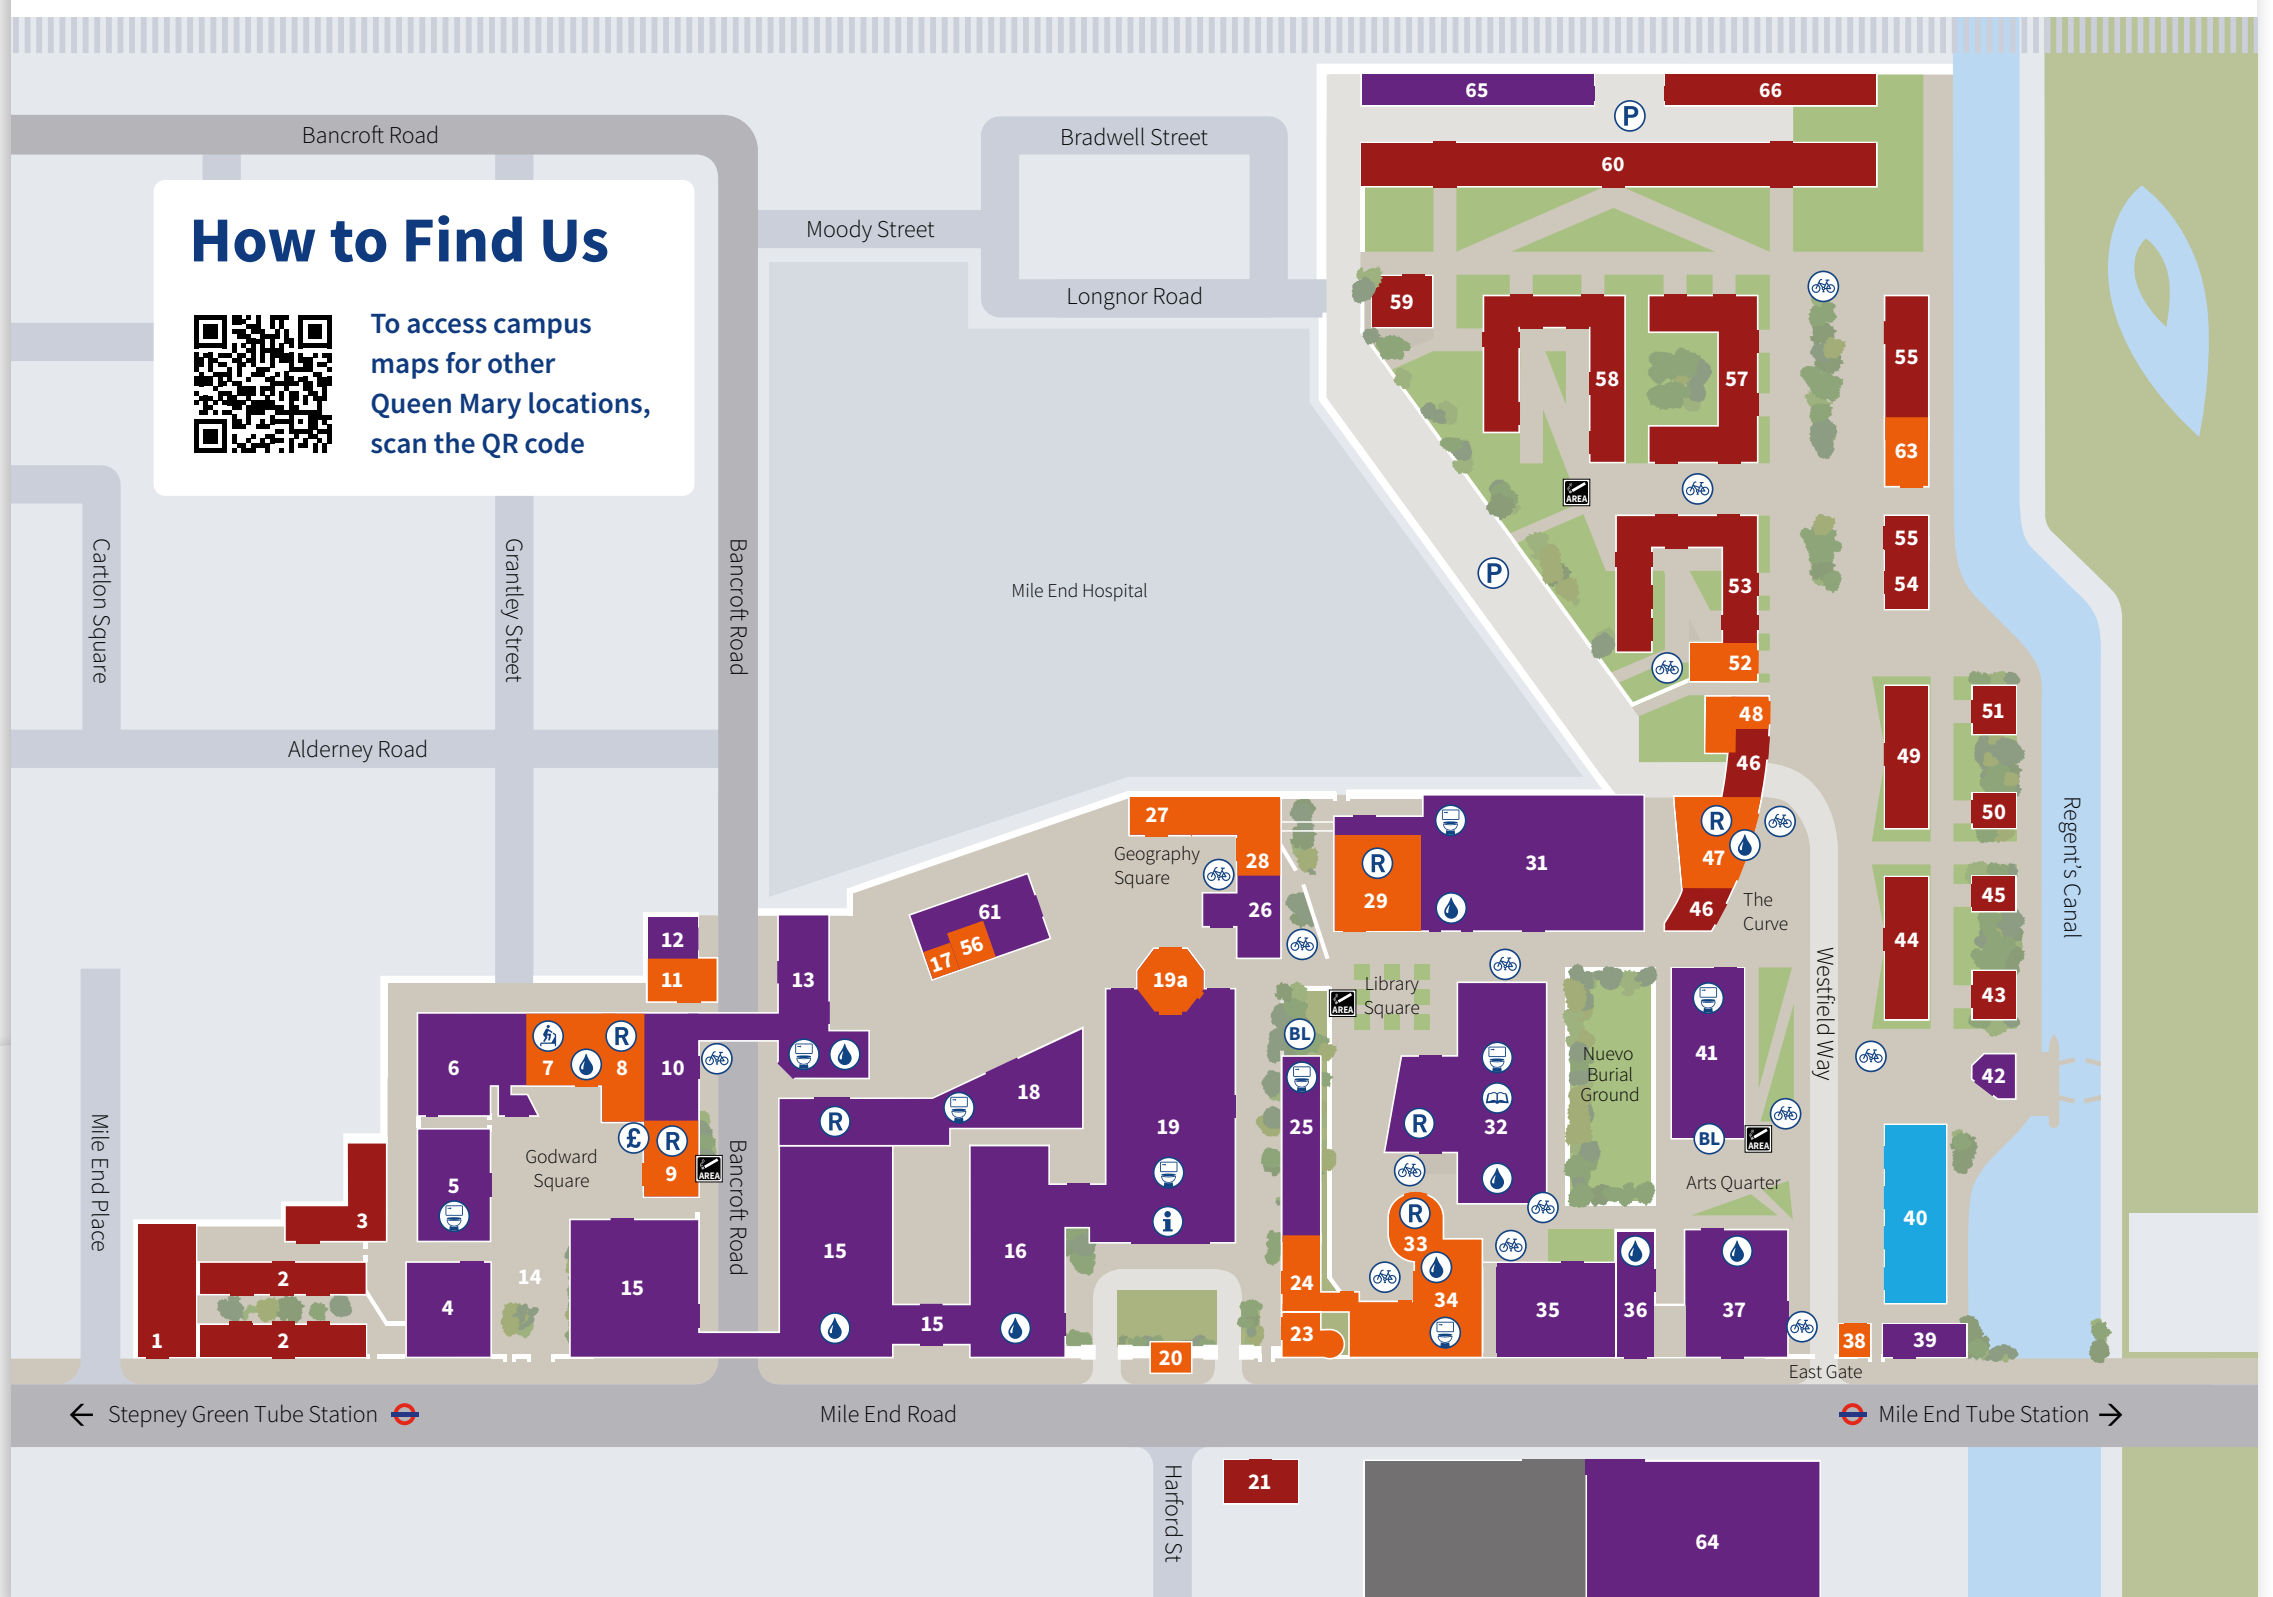 65
66
P
Bancroft Road
Bradwell Street
60
Moody Street
How to Find Us
To access campus
maps for other
Queen Mary locations,
scan the QR code
Longnor Road
59
58
57
55
63
AREA
Cartlon Square
Grantley Street
Bancroft Road
Mile End Hospital
P
55
54
53
52
48
46
51
49
50
Alderney Road
Regent's Canal
27
Geography
Square
28
26
R
29
31
R
47
46
The
Curve
45
44
43
42
61
56
17
12
11
13
19a
Library
Square
AREA
BL
Westfield Way
6
7
R
8
10
R
18
19
i
25
R
32
Nuevo
Burial
Ground
41
BL
AREA
Arts Quarter
Mile End Place
Godward
Square
£
R
9
AREA
Bancroft Road
5
3
2
2
1
4
14
15
15
15
16
20
24
23
R
33
34
35
36
37
38
39
40
East Gate
Stepney Green Tube Station
Mile End Road
Mile End Tube Station
Harford St
21
64